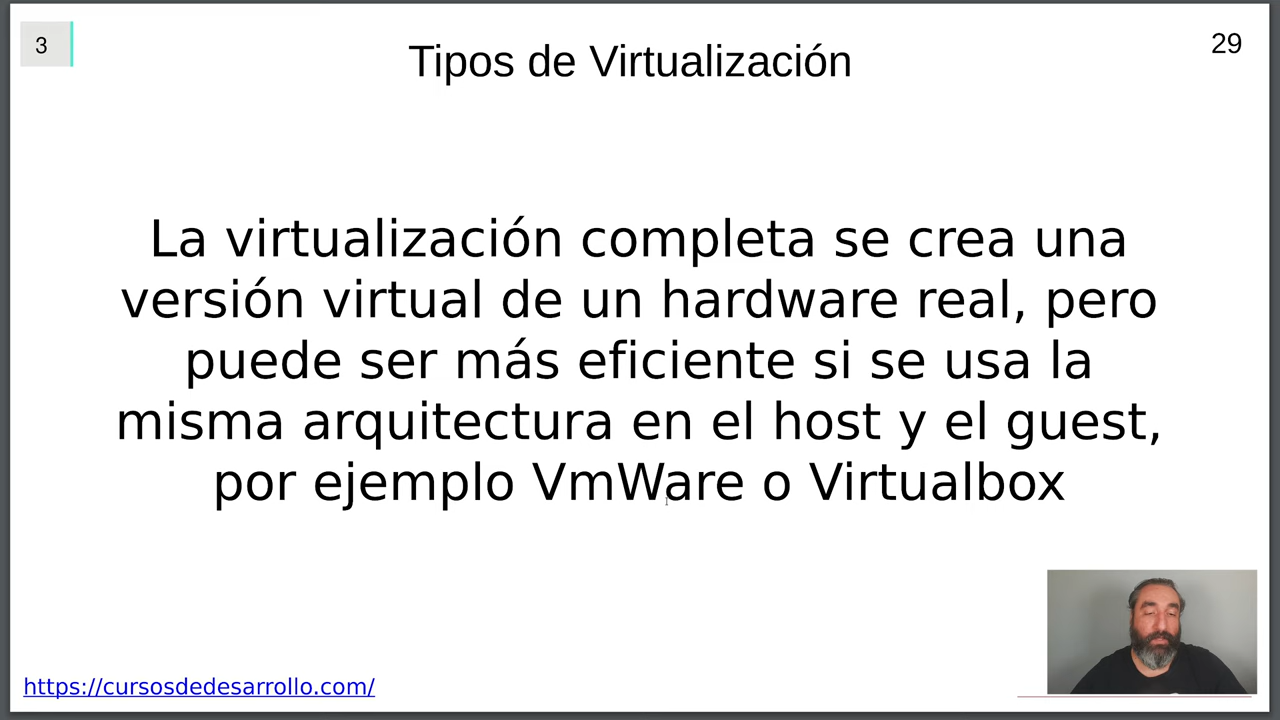 3
Tipos de Virtualización
29
La virtualización completa se crea una
versión virtual de un hardware real, pero
puede ser más eficiente si se usa la
misma arquitectura en el host y el guest,
por ejemplo VmWare o Virtualbox
https://cursosdedesarrollo.com/